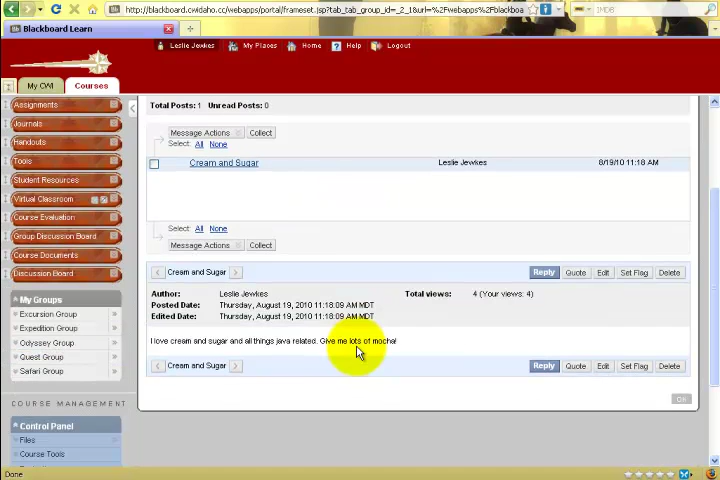 http://blackboard.cwidaho.cc/webapps/portal/frameset.jsp?tab_tab_group_id=_2_1&url=%2Fwebapps%2Fblackboa
IMDB
Blackboard Learn
Leslie Jewkes My Places Home Help Logout
My CWI Courses
Assignments
Journals
Handouts
Tools
Student Resources
Virtual Classroom
Course Evaluation
Group Discussion Board
Course Documents
Discussion Board
My Groups
Excursion Group
Expedition Group
Odyssey Group
Quest Group
Safari Group
COURSE MANAGEMENT
Control Panel
Files
Course Tools
Total Posts: 1 Unread Posts: 0
Message Actions Collect
Select: All None
Cream and Sugar Leslie Jewkes 8/19/10 11:18 AM
Select: All None
Message Actions Collect
Cream and Sugar Reply Quote Edit Set Flag Delete
Author: Leslie Jewkes Total views: 4 (Your views: 4)
Posted Date: Thursday, August 19, 2010 11:18:09 AM MDT
Edited Date: Thursday, August 19, 2010 11:18:09 AM MDT
I love cream and sugar and all things java related. Give me lots of mocha!
Cream and Sugar Reply Quote Edit Set Flag Delete
OK
Done